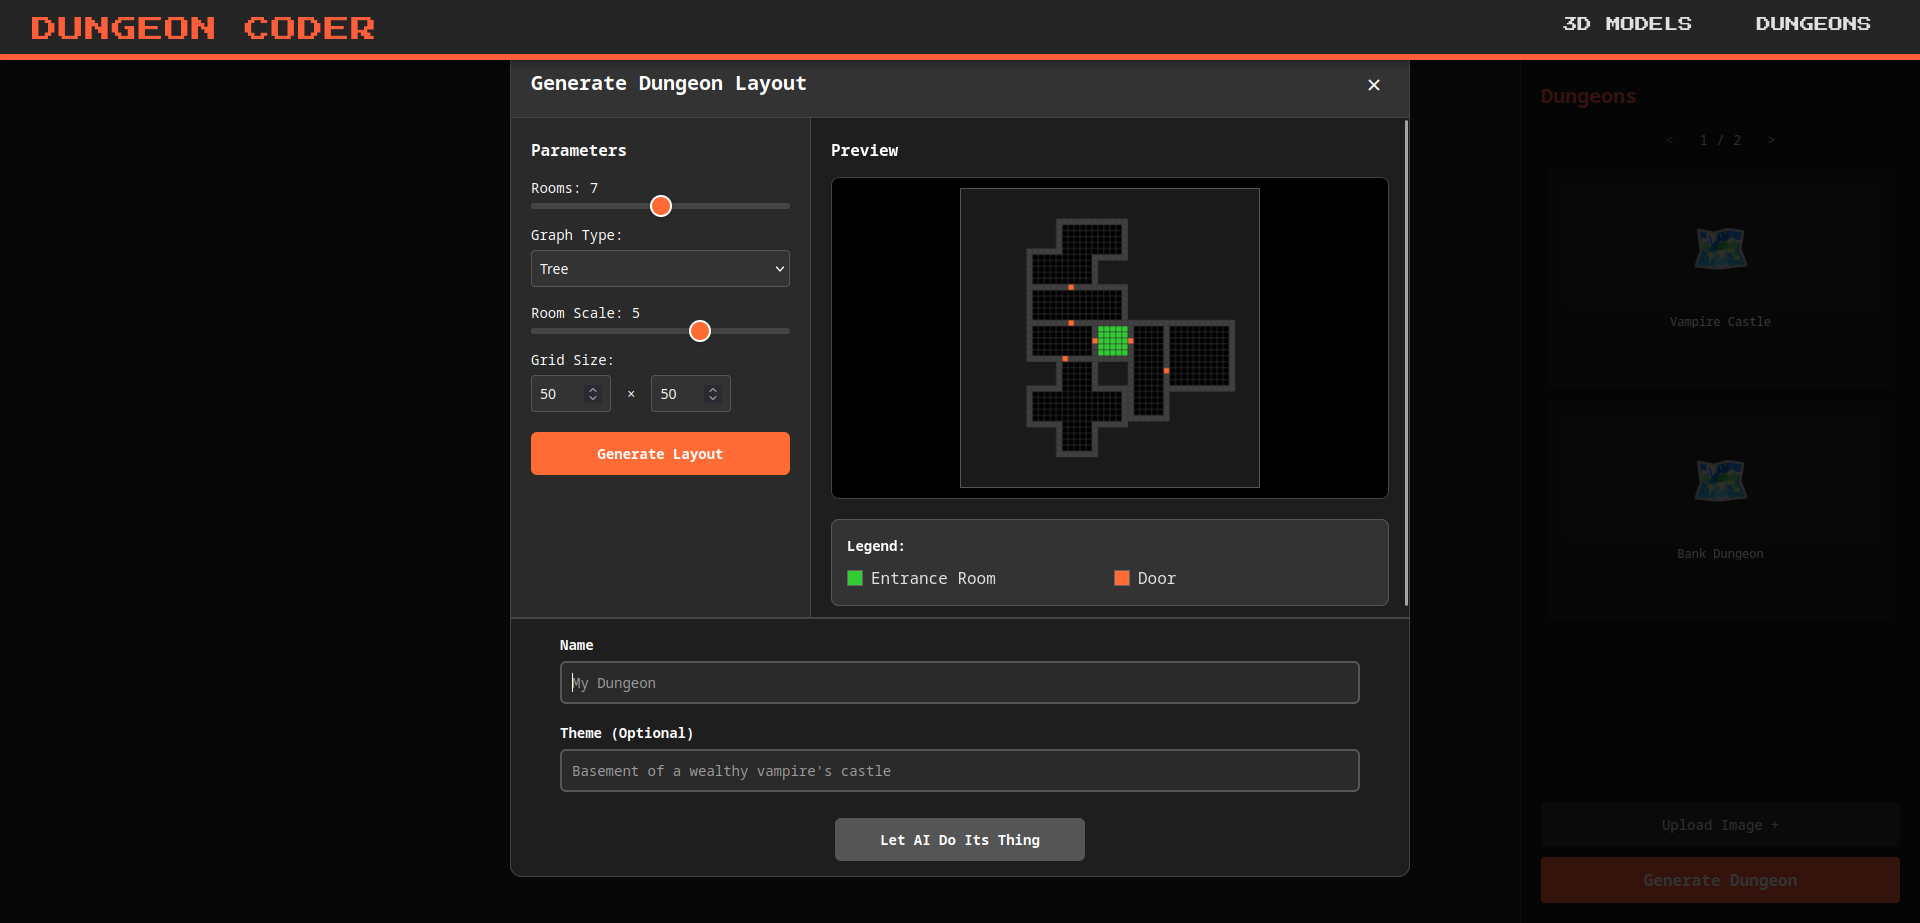 DUNGEON CODER
3D MODELS
DUNGEONS
Generate Dungeon Layout
×
Parameters
Rooms: 7
Graph Type:
Tree
Room Scale: 5
Grid Size:
50 × 50
Generate Layout
Preview
Legend:
Entrance Room
Door
Name
My Dungeon
Theme (Optional)
Basement of a wealthy vampire's castle
Let AI Do Its Thing
Dungeons
< 1 / 2 >
Vampire Castle
Bank Dungeon
Upload Image +
Generate Dungeon